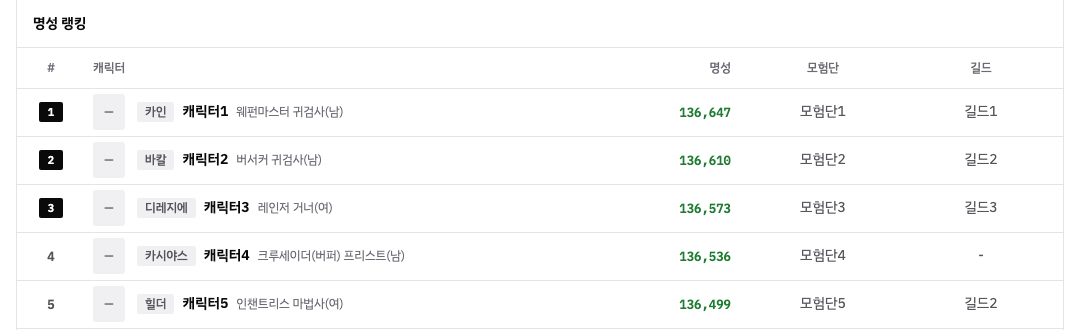 명성 랭킹
# 캐릭터 명성 모험단 길드
1 – 카인 캐릭터1 웨펀마스터 귀검사(남) 136,647 모험단1 길드1
2 – 바칼 캐릭터2 버서커 귀검사(남) 136,610 모험단2 길드2
3 – 디레지에 캐릭터3 레인저 거너(여) 136,573 모험단3 길드3
4 – 카시야스 캐릭터4 크루세이더(버퍼) 프리스트(남) 136,536 모험단4 -
5 – 힐더 캐릭터5 인챈트리스 마법사(여) 136,499 모험단5 길드2